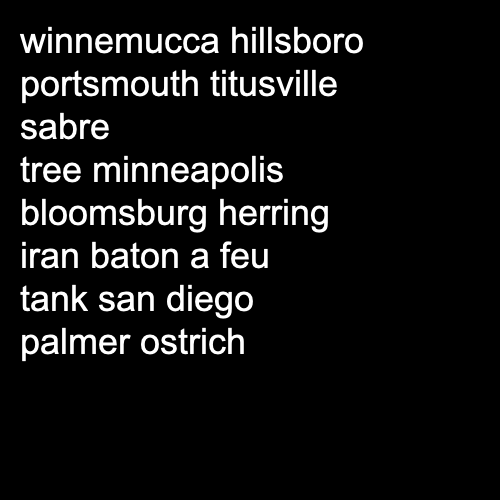 winnemucca hillsboro
portsmouth titusville
sabre
tree minneapolis
bloomsburg herring
iran baton a feu
tank san diego
palmer ostrich